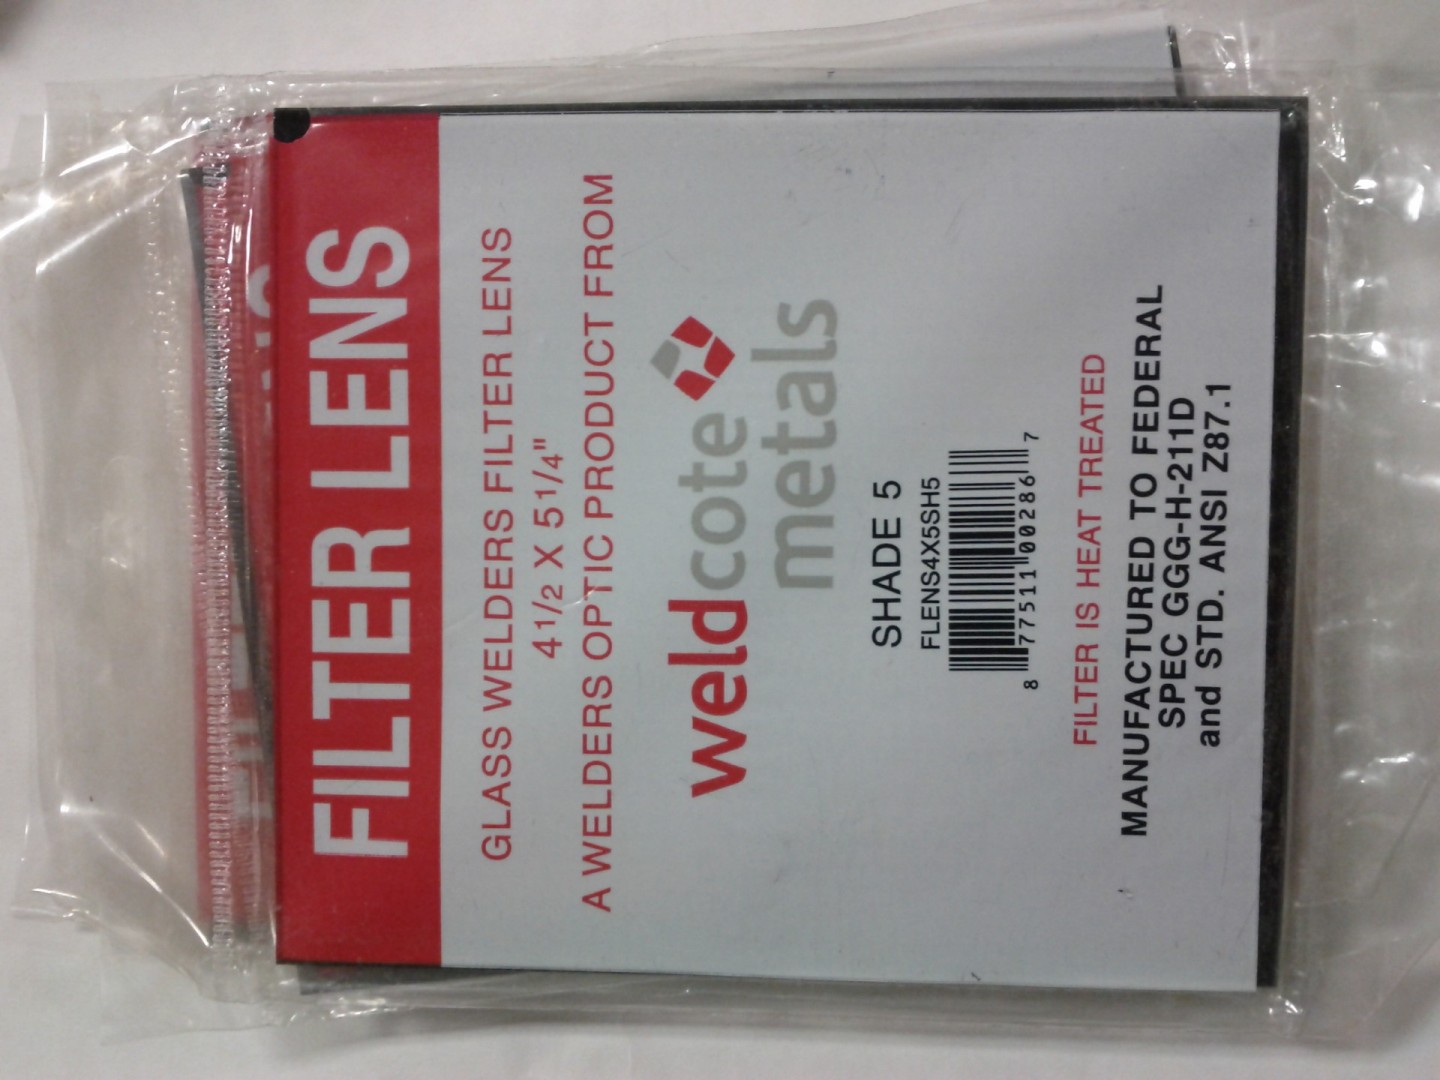 FILTER LENS
GLASS WELDERS FILTER LENS
4 1/2 X 5 1/4"
A WELDERS OPTIC PRODUCT FROM
weldcote
metals
SHADE 5
FLENS4X5SH5
8 77511 00286 7
FILTER IS HEAT TREATED
MANUFACTURED TO FEDERAL
SPEC GGG-H-211D
and STD. ANSI Z87.1